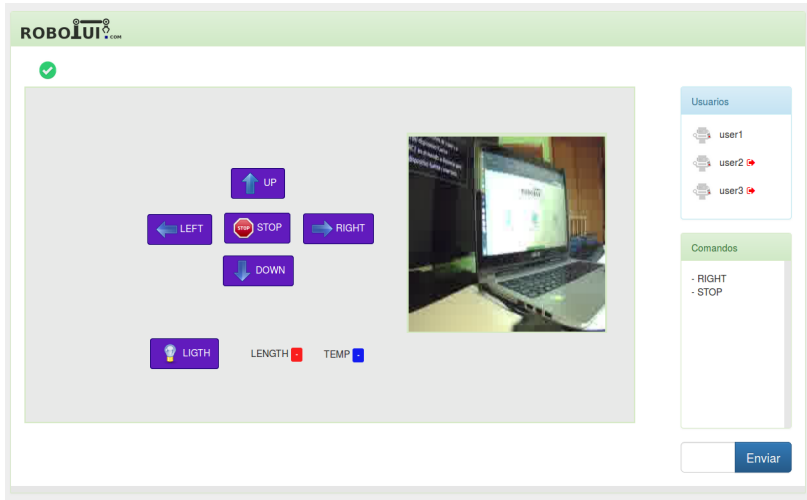 ROBOTUI
.COM
Usuarios
user1
user2
user3
UP
LEFT
STOP
STOP
RIGHT
DOWN
LIGTH
LENGTH -
TEMP -
Comandos
- RIGHT
- STOP
Enviar